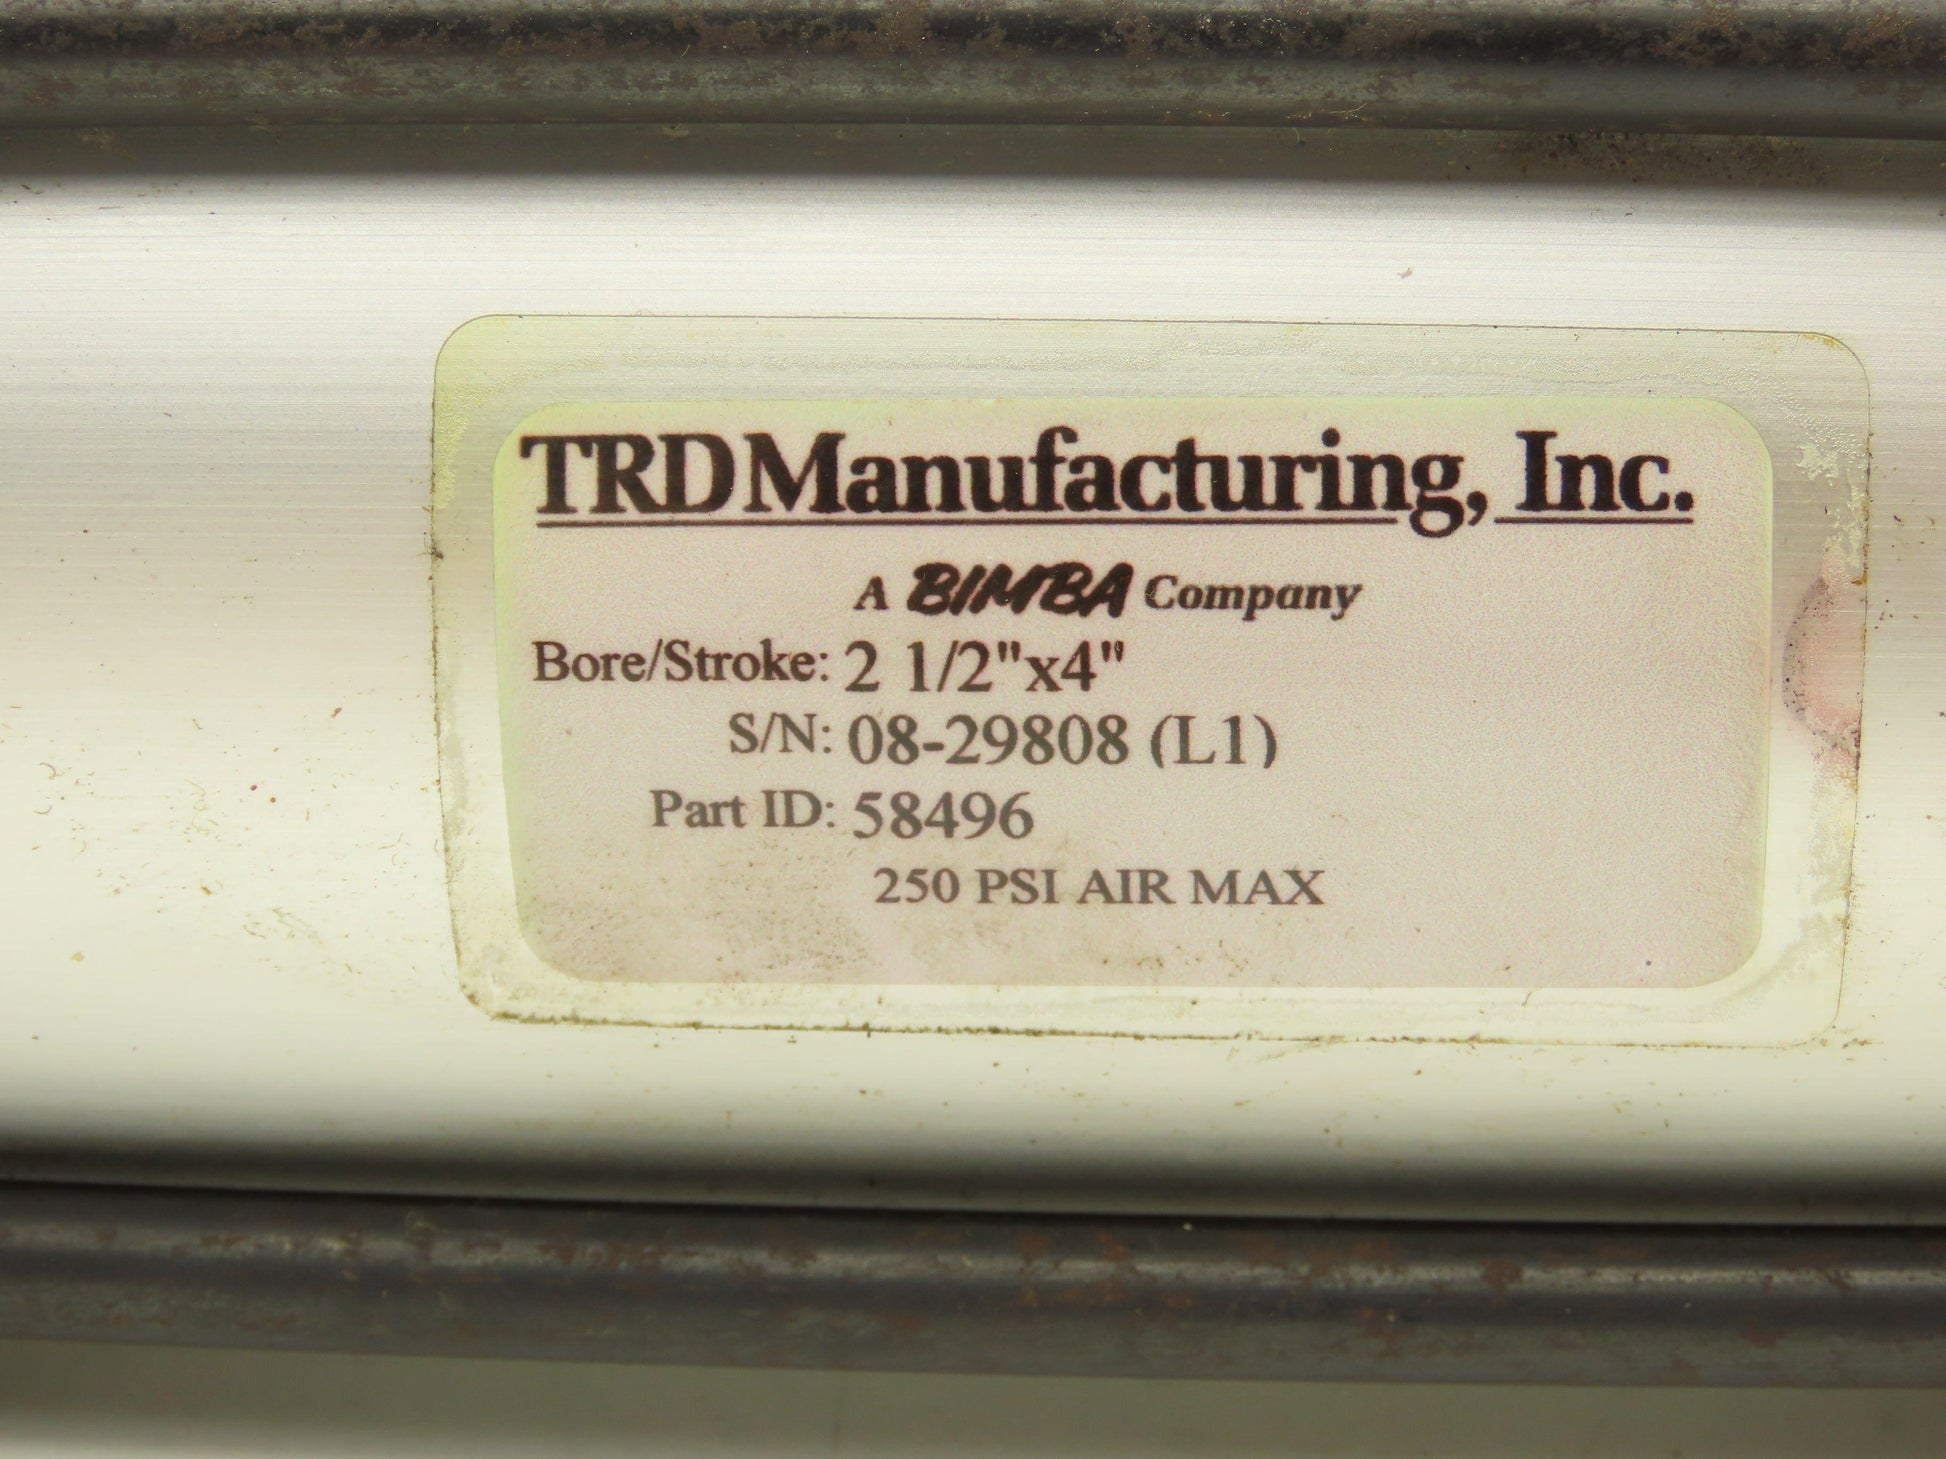 TRD Manufacturing, Inc.
A BIMBA Company
Bore/Stroke: 2 1/2"x4"
S/N: 08-29808 (L1)
Part ID: 58496
250 PSI AIR MAX